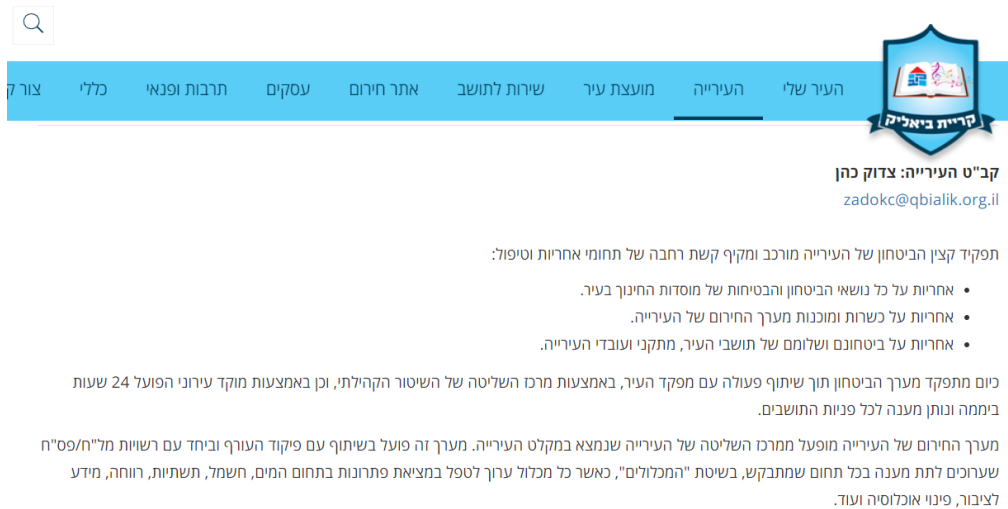 העיר שלי
העירייה
מועצת עיר
שירות לתושב
אתר חירום
עסקים
תרבות ופנאי
כללי
צור
קריית ביאליק
קב"ט העירייה: צדוק כהן
zadokc@qbialik.org.il
תפקיד קצין הביטחון של העירייה מורכב ומקיף קשת רחבה של תחומי אחריות וטיפול:
• אחריות על כל נושאי הביטחון והבטיחות של מוסדות החינוך בעיר.
• אחריות על כשרות ומוכנות מערך החירום של העירייה.
• אחריות על ביטחונם ושלומם של תושבי העיר, מתקני ועובדי העירייה.
כיום מתפקד מערך הביטחון תוך שיתוף פעולה עם מפקד העיר, באמצעות מרכז השליטה של השיטור הקהילתי, וכן באמצעות מוקד עירוני הפועל 24 שעות
ביממה ונותן מענה לכל פניות התושבים.
מערך החירום של העירייה מופעל ממרכז השליטה של העירייה שנמצא במקלט העירייה. מערך זה פועל בשיתוף עם פיקוד העורף וביחד עם רשויות מל"ח/פס"ח
שערוכים לתת מענה בכל תחום שמתבקש, בשיטת "המכלולים", כאשר כל מכלול ערוך לטפל במציאת פתרונות בתחום המים, חשמל, תשתיות, רווחה, מידע
לציבור, פינוי אוכלוסיה ועוד.